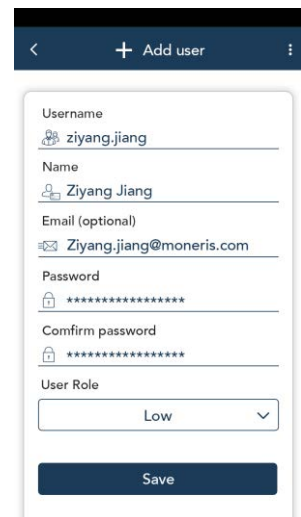 Add user
Username
ziyang.jiang
Name
Ziyang Jiang
Email (optional)
Ziyang.jiang@moneris.com
Password
*****************
Comfirm password
*****************
User Role
Low
Save